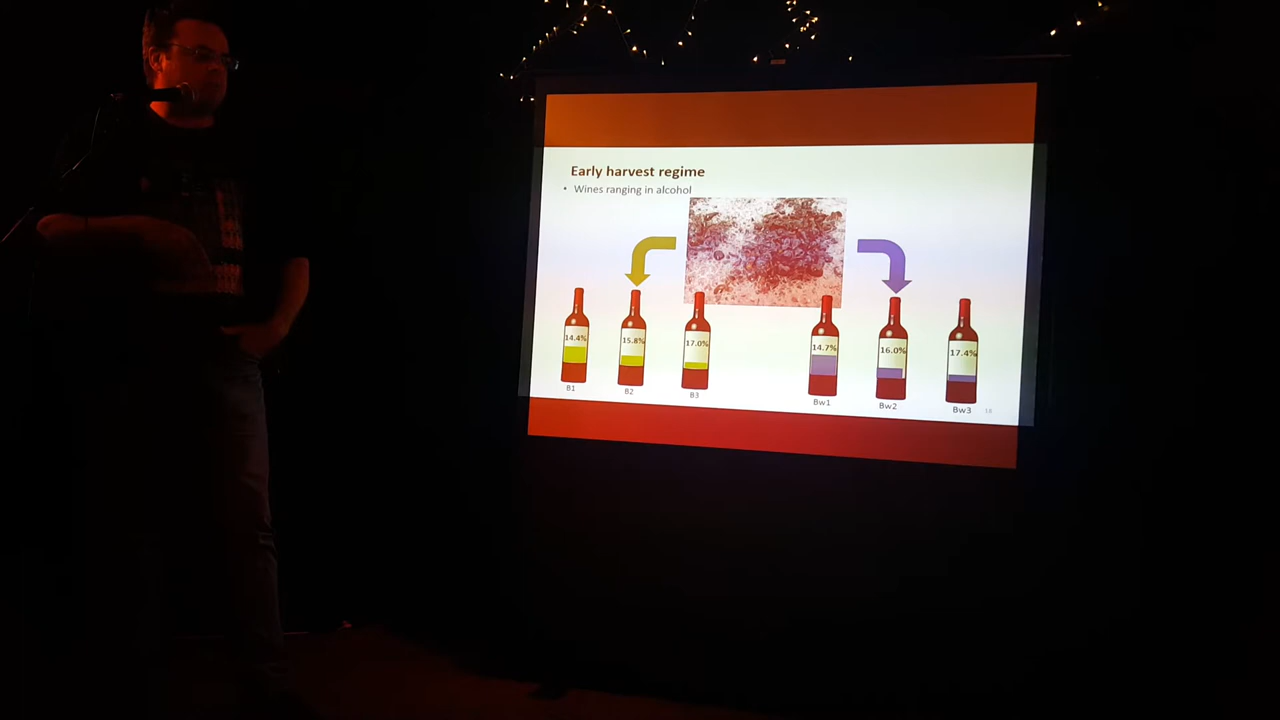 Early harvest regime
• Wines ranging in alcohol
14.4% 15.8% 17.0% 14.7% 16.0% 17.4%
B1 B2 B3 Bw1 Bw2 Bw3
18